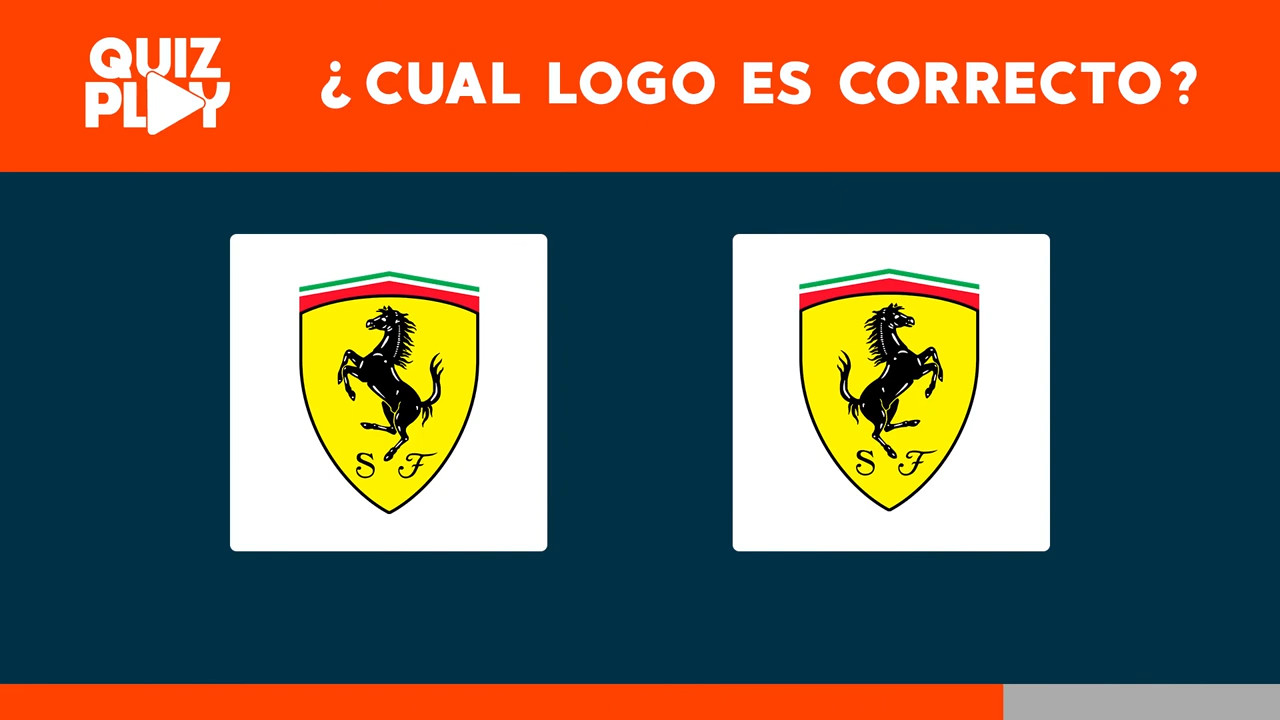 QUIZ
PLAY
¿CUAL LOGO ES CORRECTO?
S F
S F